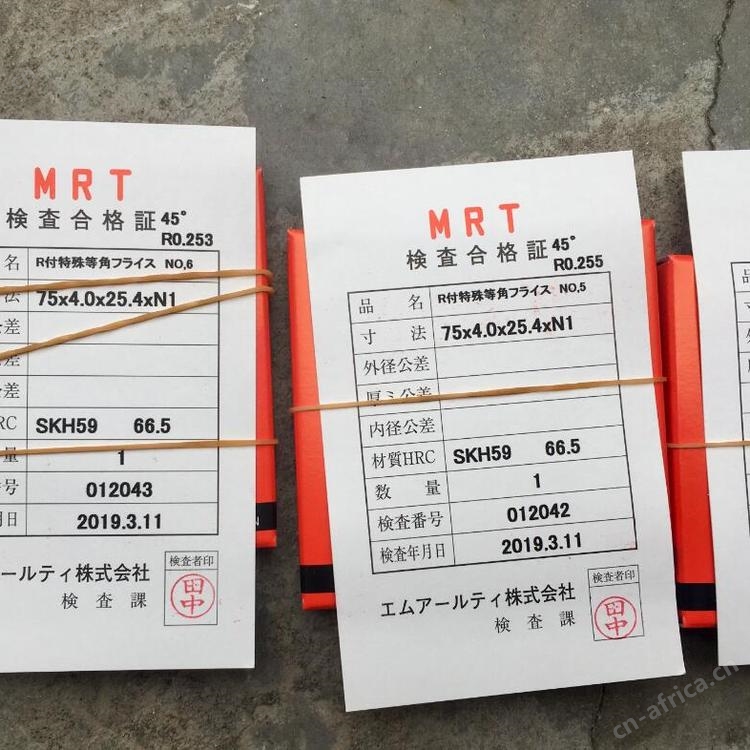 MRT
検査合格証 45°
R0.253
名 R付特殊等角フライス NO,6
法 75x4.0x25.4xN1
公差
公差
公差
RC SKH59 66.5
量 1
号 012043
月日 2019.3.11
検査者印
ールティ株式会社
検査課
田中
N
MRT
検査合格証 45°
R0.255
品名 R付特殊等角フライス NO,5
寸法 75x4.0x25.4xN1
外径公差
厚ミ公差
内径公差
材質HRC SKH59 66.5
数量 1
検査番号 012042
検査年月日 2019.3.11
検査者印
エムアールティ株式会社
検査課
田中
cn-africa.cn